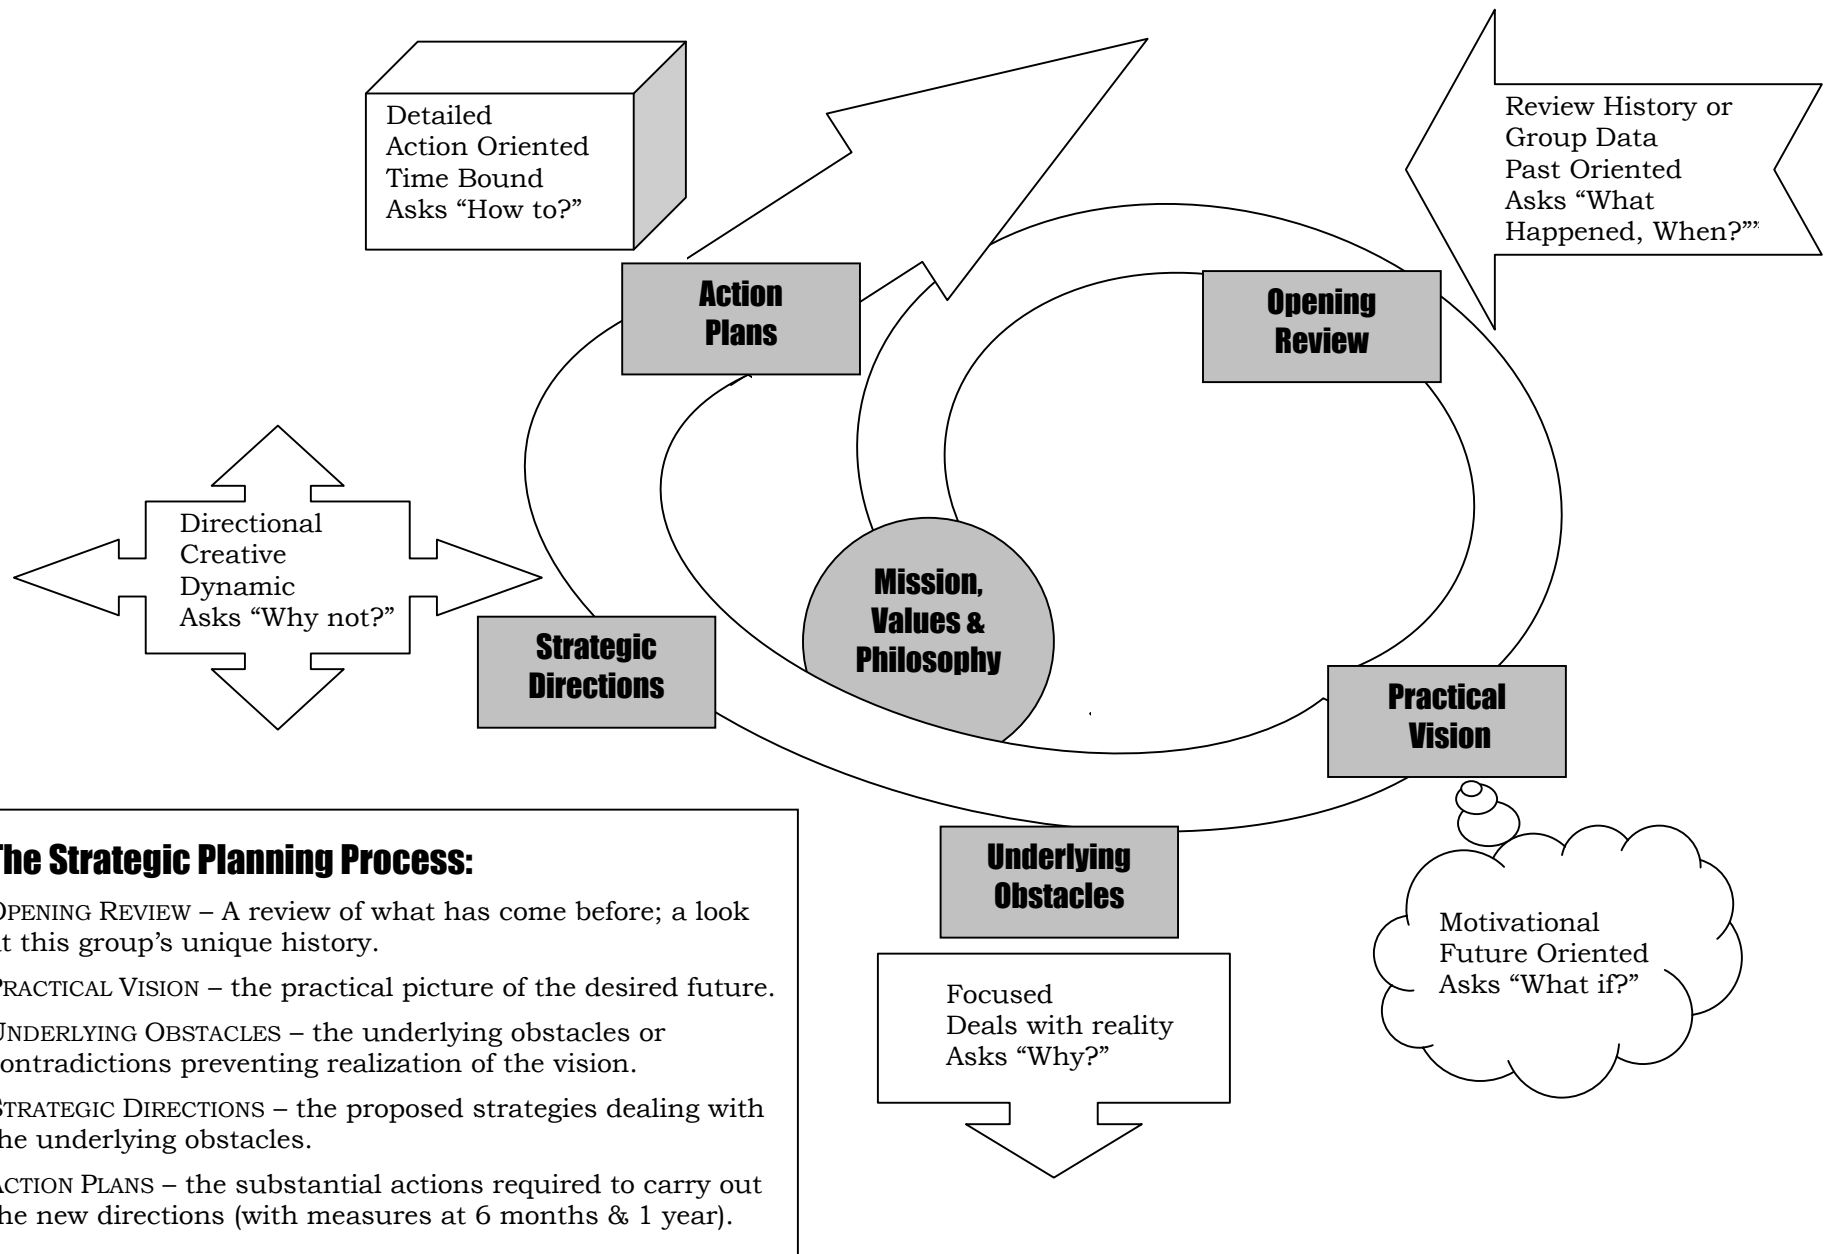 Detailed
Action Oriented
Time Bound
Asks “How to?”
Review History or
Group Data
Past Oriented
Asks “What
Happened, When?”’
Action
Plans
Opening
Review
Directional
Creative
Dynamic
Asks “Why not?”
Mission,
Values &
Philosophy
Strategic
Directions
Practical
Vision
Underlying
Obstacles
Motivational
Future Oriented
Asks “What if?”
Focused
Deals with reality
Asks “Why?”
The Strategic Planning Process:
OPENING REVIEW – A review of what has come before; a look
at this group’s unique history.
PRACTICAL VISION – the practical picture of the desired future.
UNDERLYING OBSTACLES – the underlying obstacles or
contradictions preventing realization of the vision.
STRATEGIC DIRECTIONS – the proposed strategies dealing with
the underlying obstacles.
ACTION PLANS – the substantial actions required to carry out
the new directions (with measures at 6 months & 1 year).